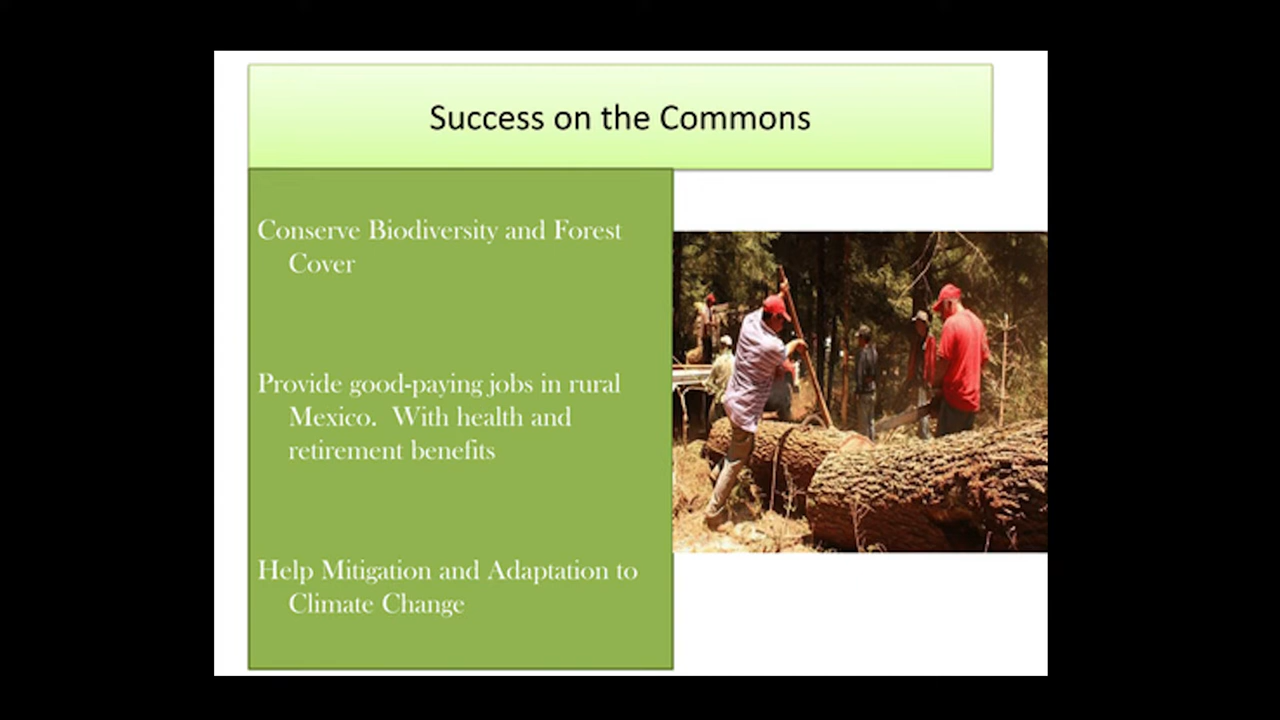 Success on the Commons
Conserve Biodiversity and Forest
Cover
Provide good-paying jobs in rural
Mexico.  With health and
retirement benefits
Help Mitigation and Adaptation to
Climate Change